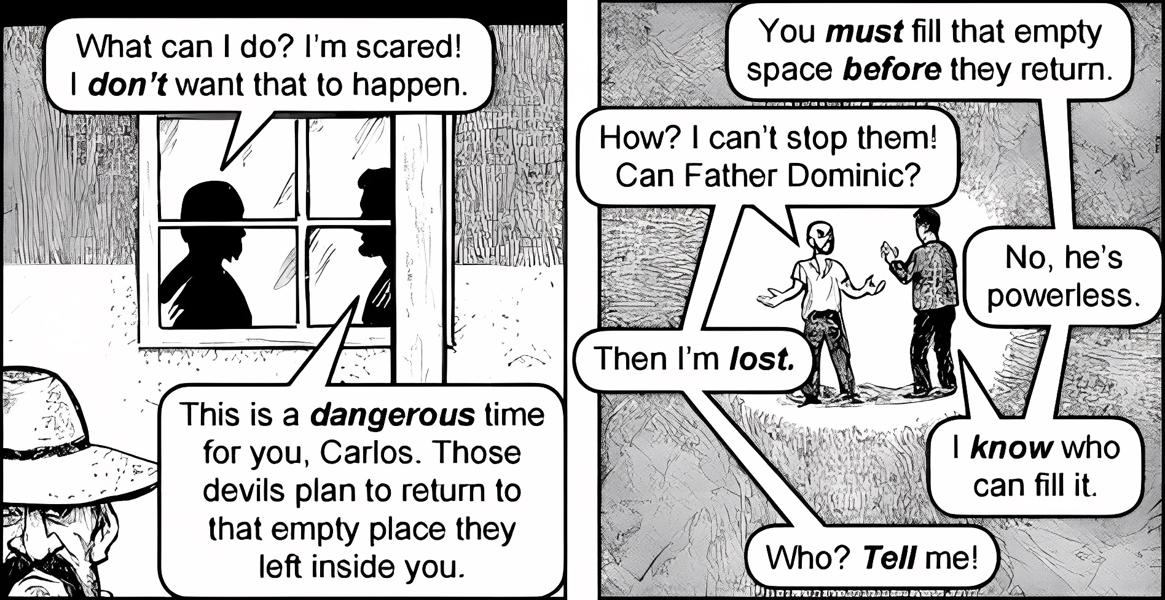 What can I do? I'm scared!
I don't want that to happen.
This is a dangerous time
for you, Carlos. Those
devils plan to return to
that empty place they
left inside you.
You must fill that empty
space before they return.
How? I can't stop them!
Can Father Dominic?
No, he's
powerless.
Then I'm lost.
I know who
can fill it.
Who? Tell me!